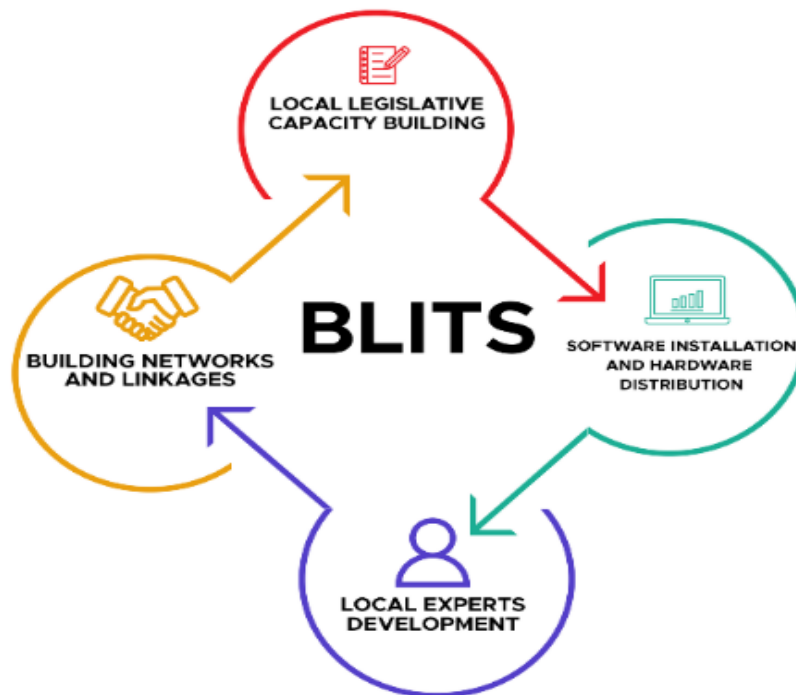 LOCAL LEGISLATIVE
CAPACITY BUILDING
BLITS
BUILDING NETWORKS
AND LINKAGES
SOFTWARE INSTALLATION
AND HARDWARE
DISTRIBUTION
LOCAL EXPERTS
DEVELOPMENT